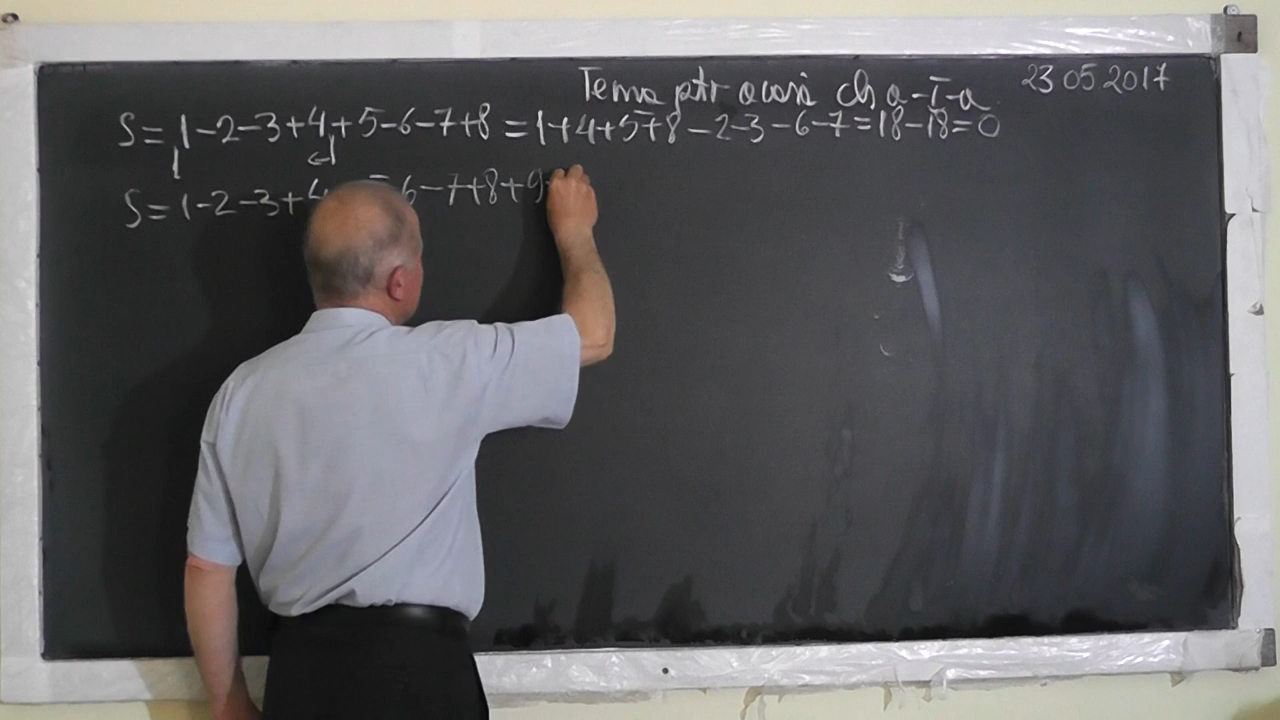 Tema ptr acasă cls a-V-a 23 05 2017
S = 1-2-3+4+5-6-7+8 = 1+4+5+8-2-3-6-7 = 18-18 = 0
S = 1-2-3+4 6-7+8+9